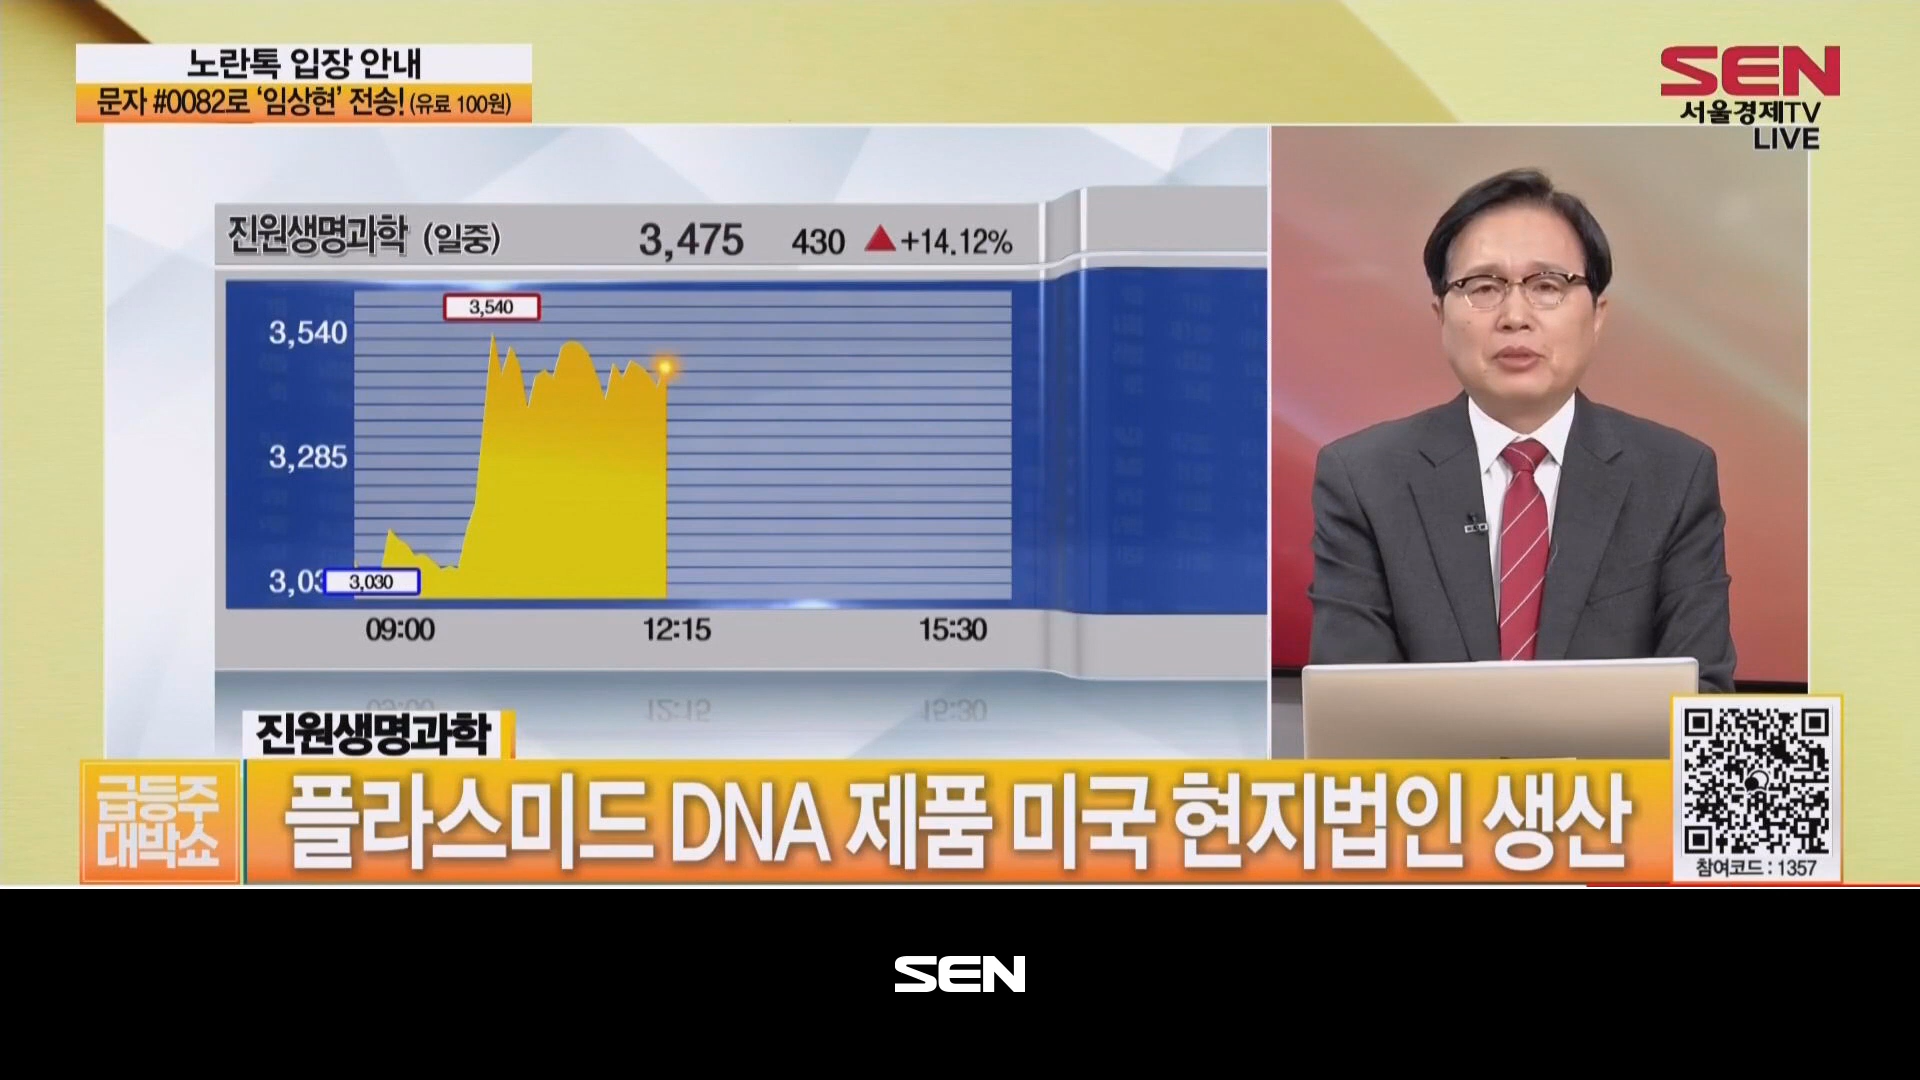 노란톡 입장 안내
문자 #0082로 ‘임상현’ 전송! (유료 100원)
SEN
서울경제TV
LIVE
진원생명과학 (일중) 3,475 430 ▲+14.12%
3,540
3,540
3,285
3,030
09:00 12:15 15:30
진원생명과학
급등주
대박쇼
플라스미드 DNA 제품 미국 현지법인 생산
참여코드 : 1357
SEN